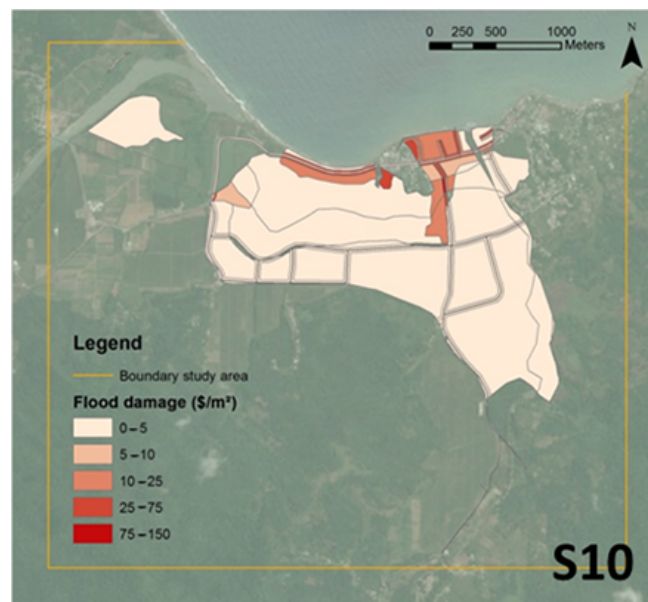 N
0 250 500 1000
Meters
Legend
Boundary study area
Flood damage ($/m²)
0–5
5–10
10–25
25–75
75–150
S10